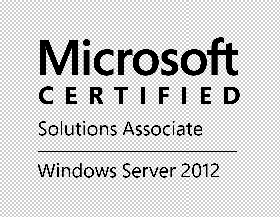 Microsoft
CERTIFIED
Solutions Associate
Windows Server 2012